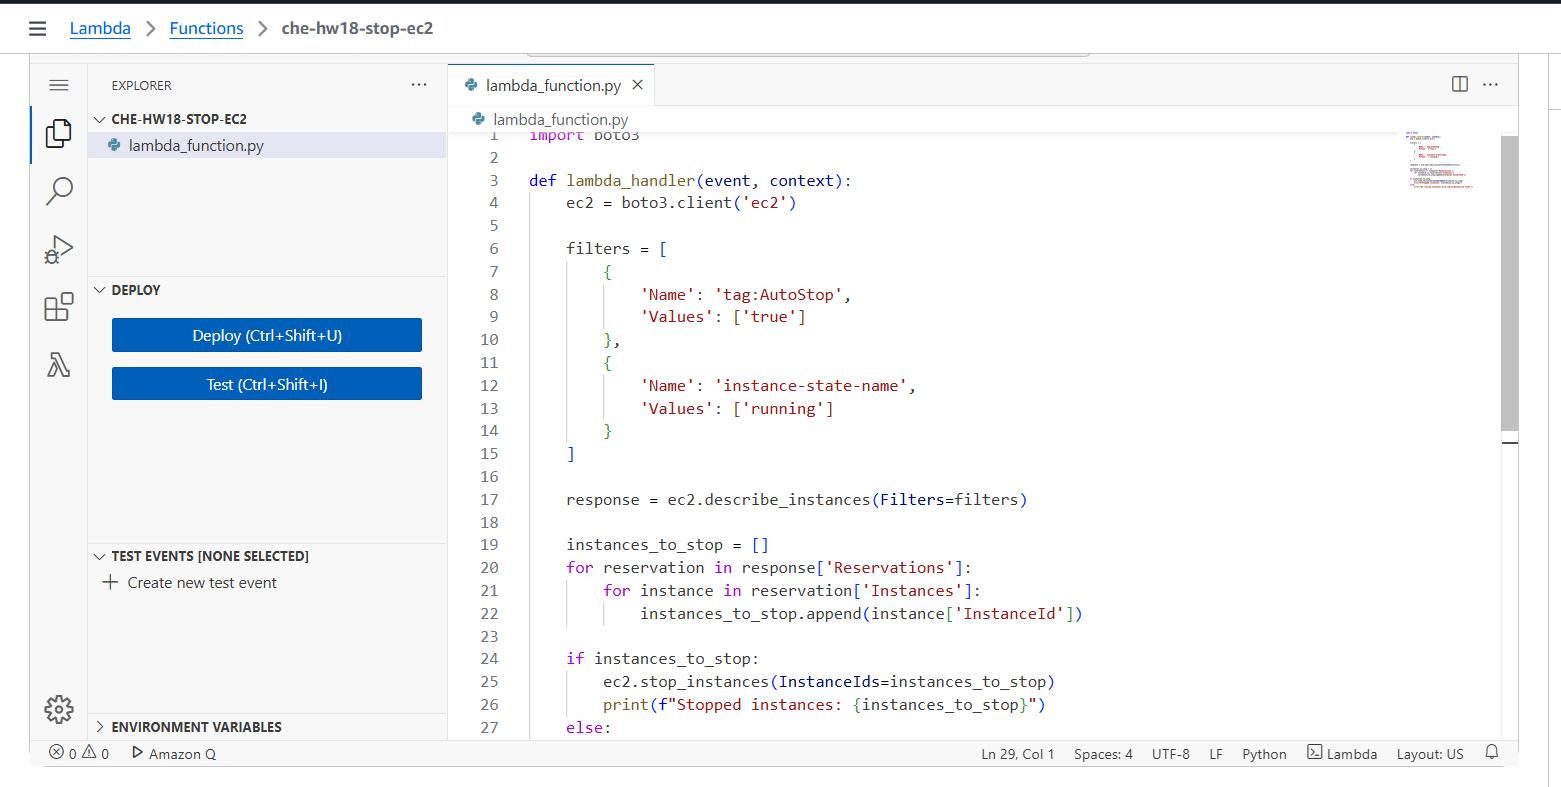 Lambda > Functions > che-hw18-stop-ec2
EXPLORER ...
lambda_function.py
...
CHE-HW18-STOP-EC2
lambda_function.py
lambda_function.py
DEPLOY
Deploy (Ctrl+Shift+U)
Test (Ctrl+Shift+I)
TEST EVENTS [NONE SELECTED]
Create new test event
ENVIRONMENT VARIABLES
1 import boto3
2
3 def lambda_handler(event, context):
4 ec2 = boto3.client('ec2')
5
6 filters = [
7 {
8 'Name': 'tag:AutoStop',
9 'Values': ['true']
10 },
11 {
12 'Name': 'instance-state-name',
13 'Values': ['running']
14 }
15 ]
16
17 response = ec2.describe_instances(Filters=filters)
18
19 instances_to_stop = []
20 for reservation in response['Reservations']:
21 for instance in reservation['Instances']:
22 instances_to_stop.append(instance['InstanceId'])
23
24 if instances_to_stop:
25 ec2.stop_instances(InstanceIds=instances_to_stop)
26 print(f"Stopped instances: {instances_to_stop}")
27 else:
0 0 Amazon Q Ln 29, Col 1 Spaces: 4 UTF-8 LF Python Lambda Layout: US